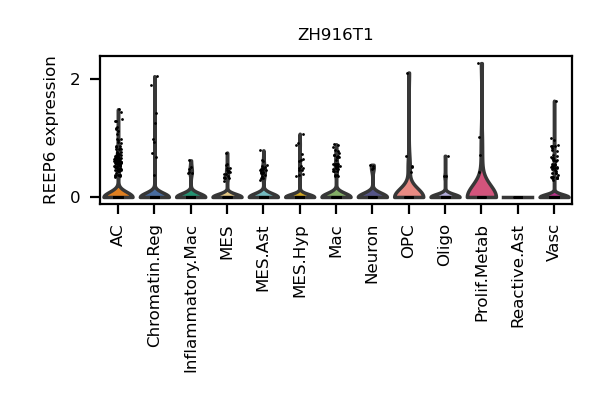 ZH916T1
REEP6 expression
2
0
AC
Chromatin.Reg
Inflammatory.Mac
MES
MES.Ast
MES.Hyp
Mac
Neuron
OPC
Oligo
Prolif.Metab
Reactive.Ast
Vasc